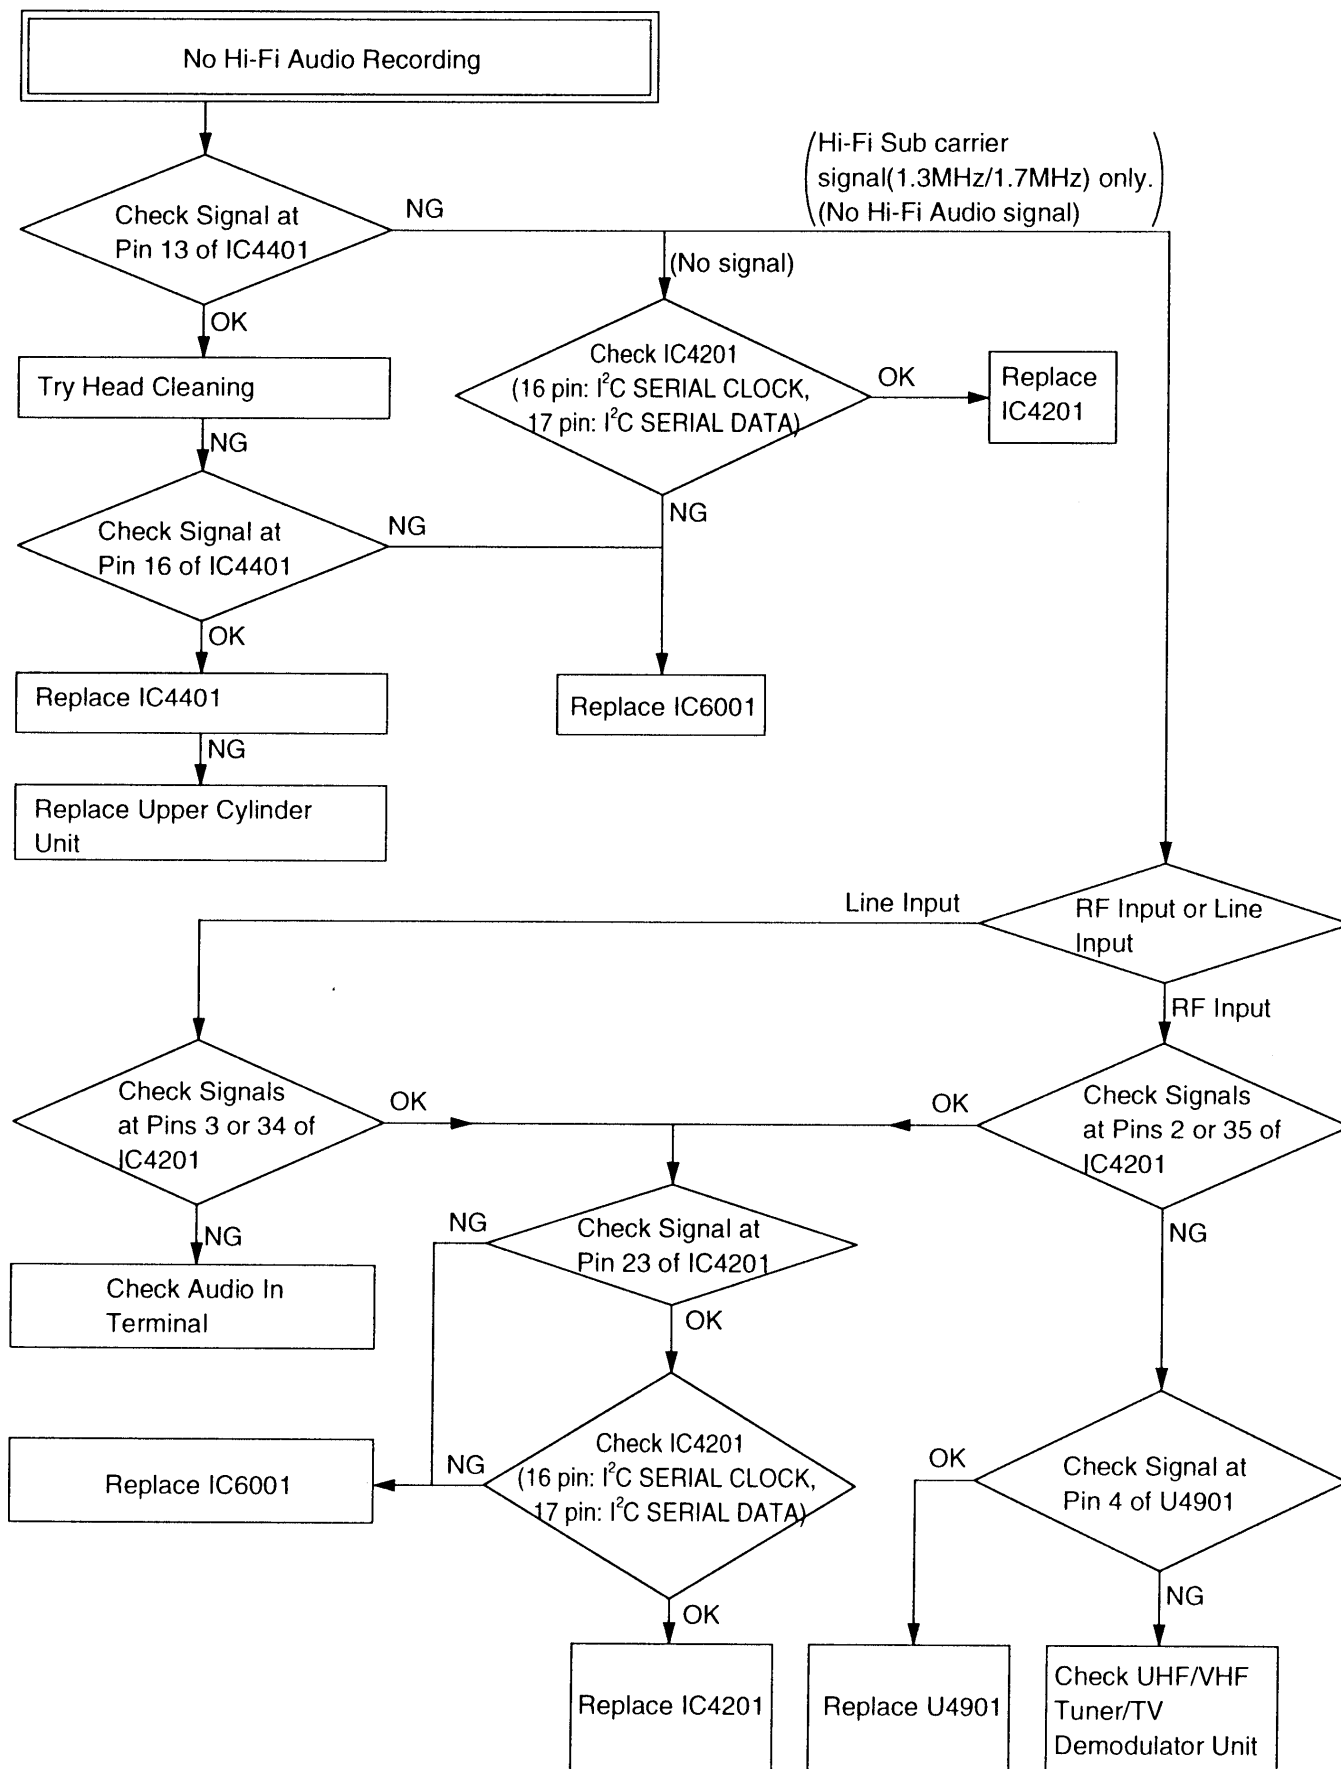 No Hi-Fi Audio Recording
Hi-Fi Sub carrier
signal(1.3MHz/1.7MHz) only.
(No Hi-Fi Audio signal)
Check Signal at
Pin 13 of IC4401
NG
(No signal)
OK
Check IC4201
(16 pin: I²C SERIAL CLOCK,
17 pin: I²C SERIAL DATA)
OK
Replace
IC4201
Try Head Cleaning
NG
NG
Check Signal at
Pin 16 of IC4401
NG
OK
Replace IC4401
Replace IC6001
NG
Replace Upper Cylinder
Unit
Line Input
RF Input or Line
Input
RF Input
Check Signals
at Pins 3 or 34 of
IC4201
OK
OK
Check Signals
at Pins 2 or 35 of
IC4201
NG
NG
Check Signal at
Pin 23 of IC4201
NG
Check Audio In
Terminal
OK
Replace IC6001
NG
Check IC4201
(16 pin: I²C SERIAL CLOCK,
17 pin: I²C SERIAL DATA)
OK
Check Signal at
Pin 4 of U4901
OK
NG
Replace IC4201
Replace U4901
Check UHF/VHF
Tuner/TV
Demodulator Unit